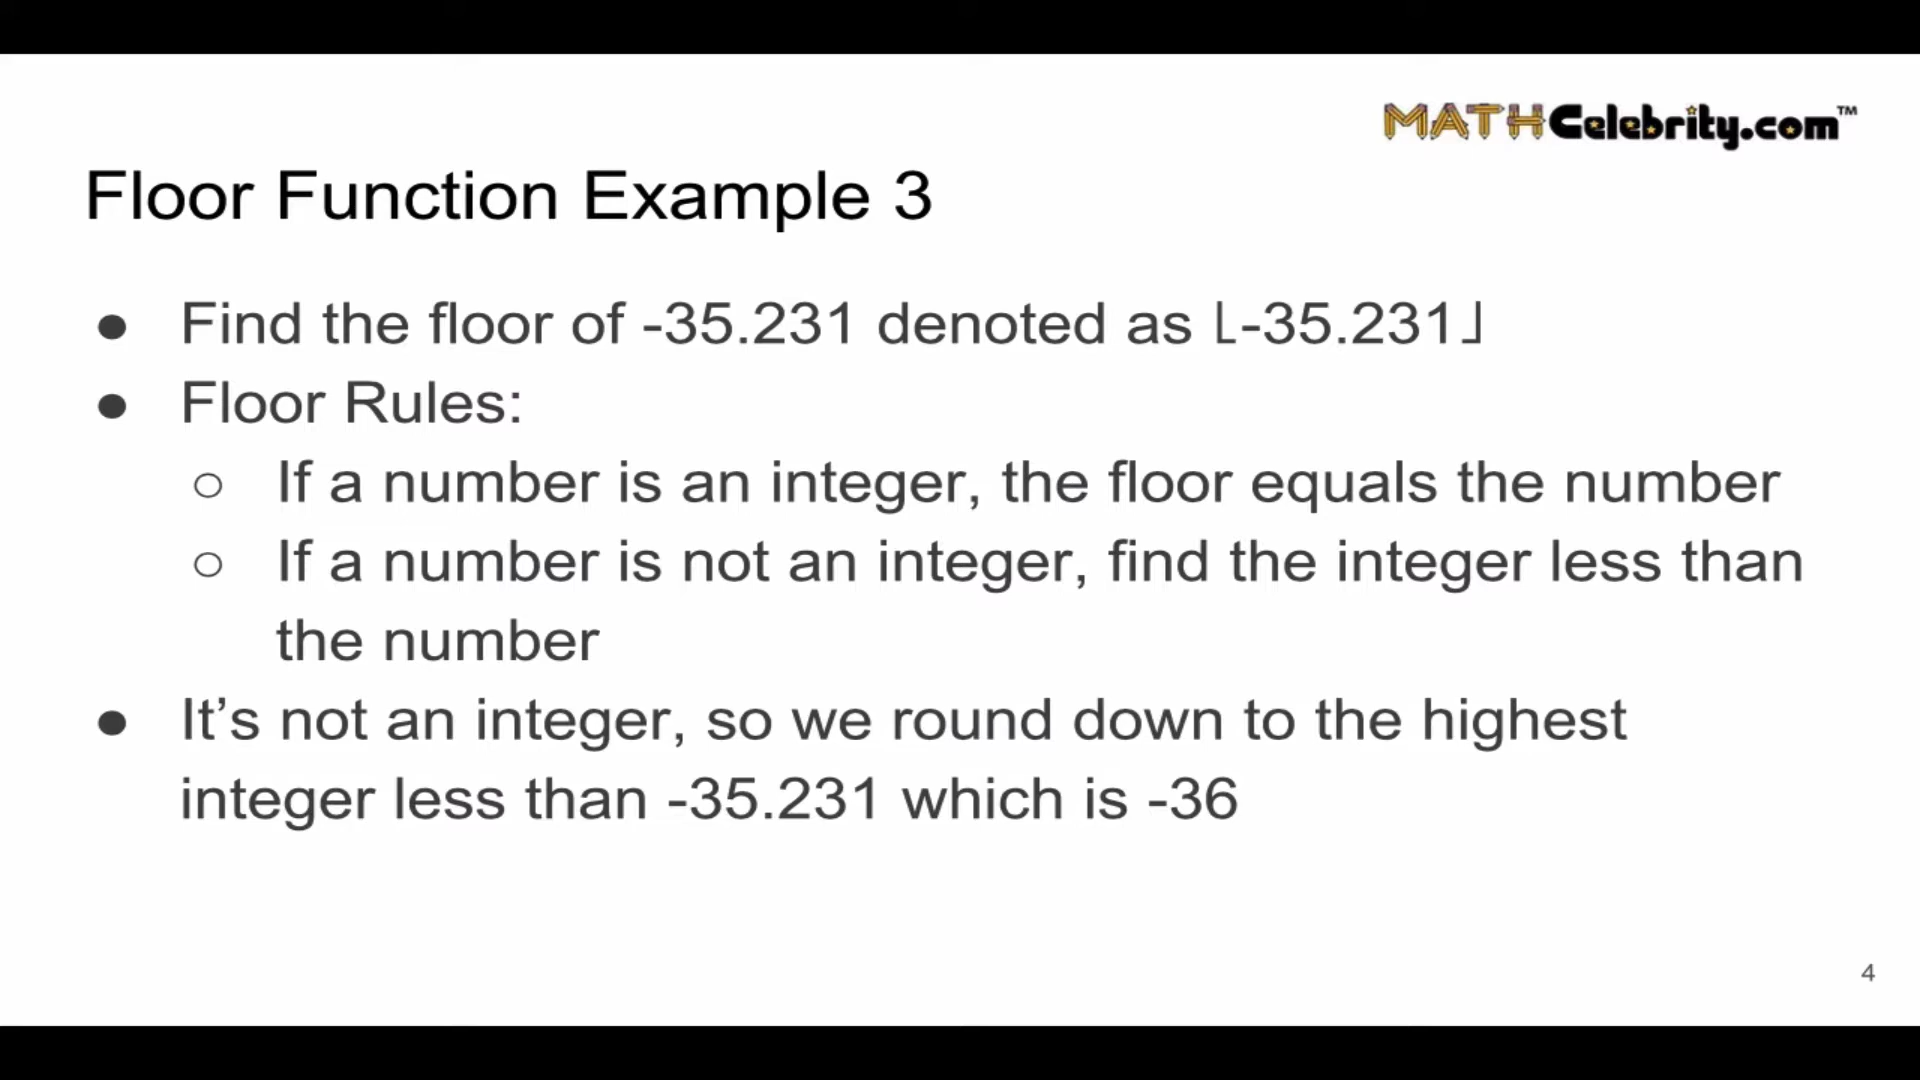 MATHCelebrity.com™
Floor Function Example 3
● Find the floor of -35.231 denoted as ⌊-35.231⌋
● Floor Rules:
○ If a number is an integer, the floor equals the number
○ If a number is not an integer, find the integer less than
the number
● It’s not an integer, so we round down to the highest
integer less than -35.231 which is -36
4